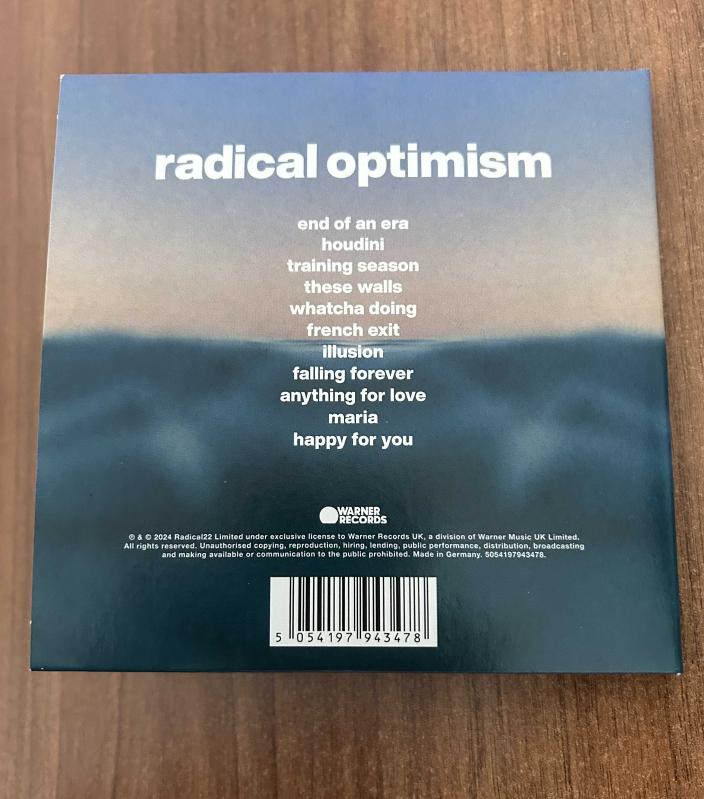 radical optimism
end of an era
houdini
training season
these walls
whatcha doing
french exit
illusion
falling forever
anything for love
maria
happy for you
WARNER
RECORDS
℗ & © 2024 Radical22 Limited under exclusive license to Warner Records UK, a division of Warner Music UK Limited.
All rights reserved. Unauthorised copying, reproduction, hiring, lending, public performance, distribution, broadcasting
and making available or communication to the public prohibited. Made in Germany. 5054197943478.
5 054197 943478